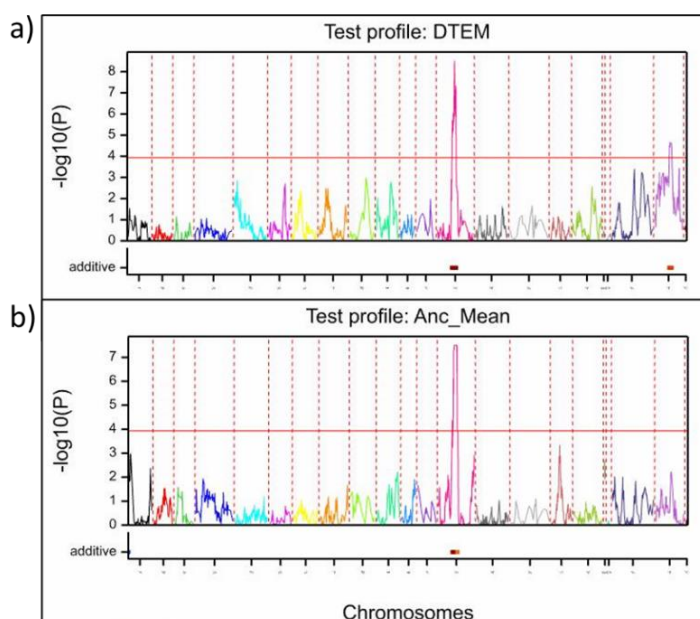 a)
Test profile: DTEM
8
7
6
5
4
3
2
1
0
-log10(P)
additive
b)
Test profile: Anc_Mean
7
6
5
4
3
2
1
0
-log10(P)
additive
Chromosomes